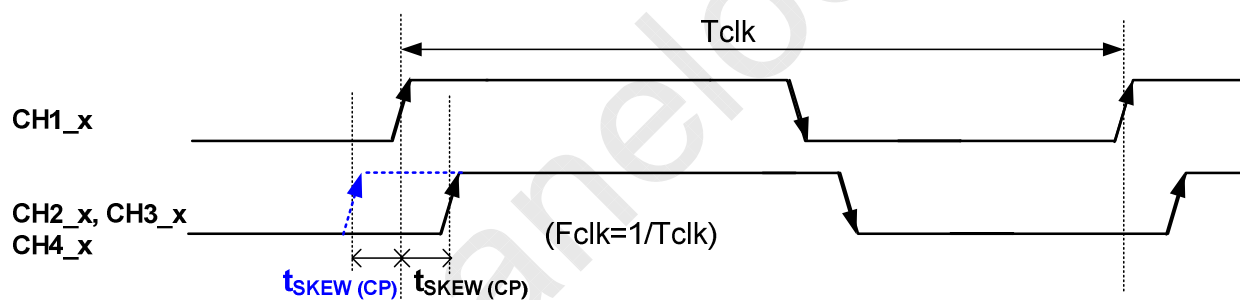 Tclk
CH1_x
CH2_x, CH3_x
CH4_x
(Fclk=1/Tclk)
tSKEW (CP)
tSKEW (CP)